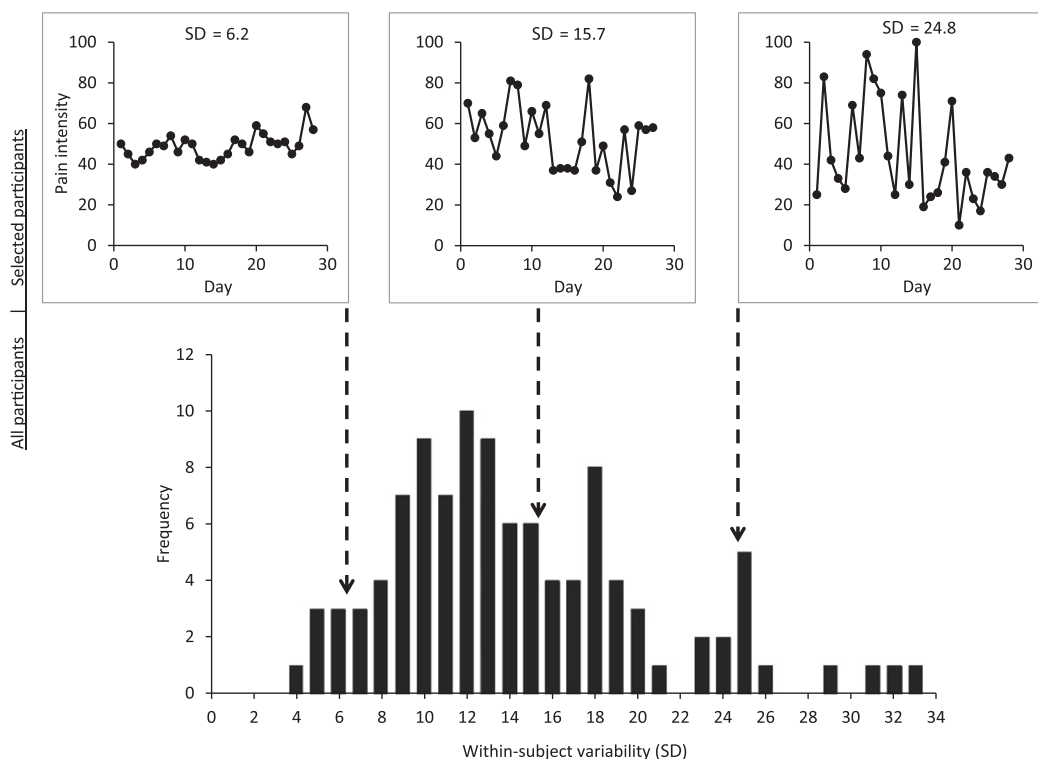 SD = 6.2
100
80
60
40
20
0
Pain intensity
0 10 20 30
Day
SD = 15.7
100
80
60
40
20
0
0 10 20 30
Day
SD = 24.8
100
80
60
40
20
0
0 10 20 30
Day
All participants | Selected participants
12
10
8
6
4
2
0
Frequency
0 2 4 6 8 10 12 14 16 18 20 22 24 26 28 30 32 34
Within-subject variability (SD)